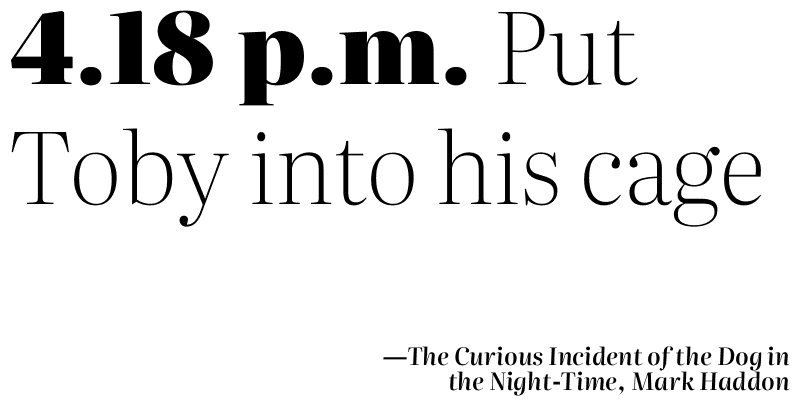 4.18 p.m. Put
Toby into his cage
—The Curious Incident of the Dog in
the Night-Time, Mark Haddon